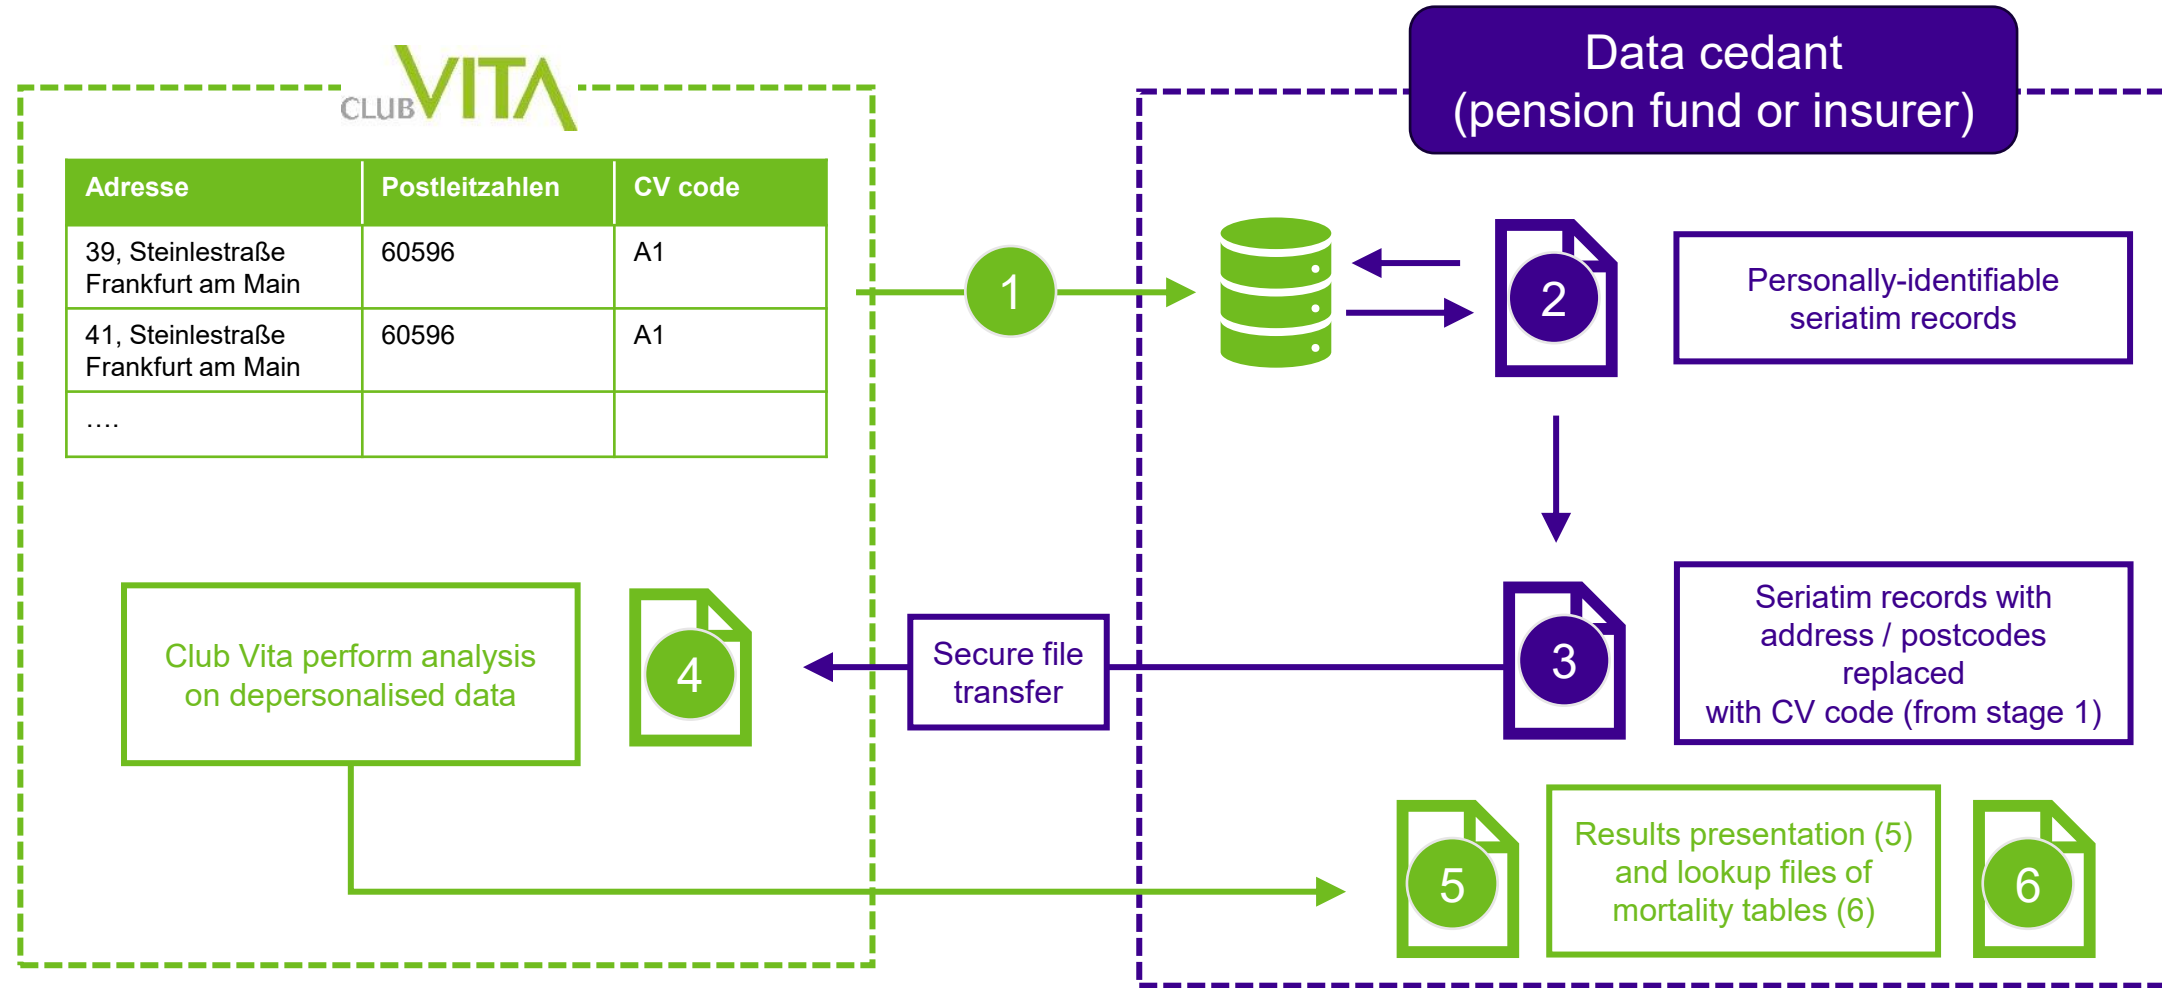 CLUB VITA
Data cedant
(pension fund or insurer)
Adresse Postleitzahlen CV code
39, Steinlestraße
Frankfurt am Main 60596 A1
41, Steinlestraße
Frankfurt am Main 60596 A1
….
1
2
Personally-identifiable
seriatim records
3
Seriatim records with
address / postcodes
replaced
with CV code (from stage 1)
Secure file
transfer
4
Club Vita perform analysis
on depersonalised data
5
Results presentation (5)
and lookup files of
mortality tables (6)
6